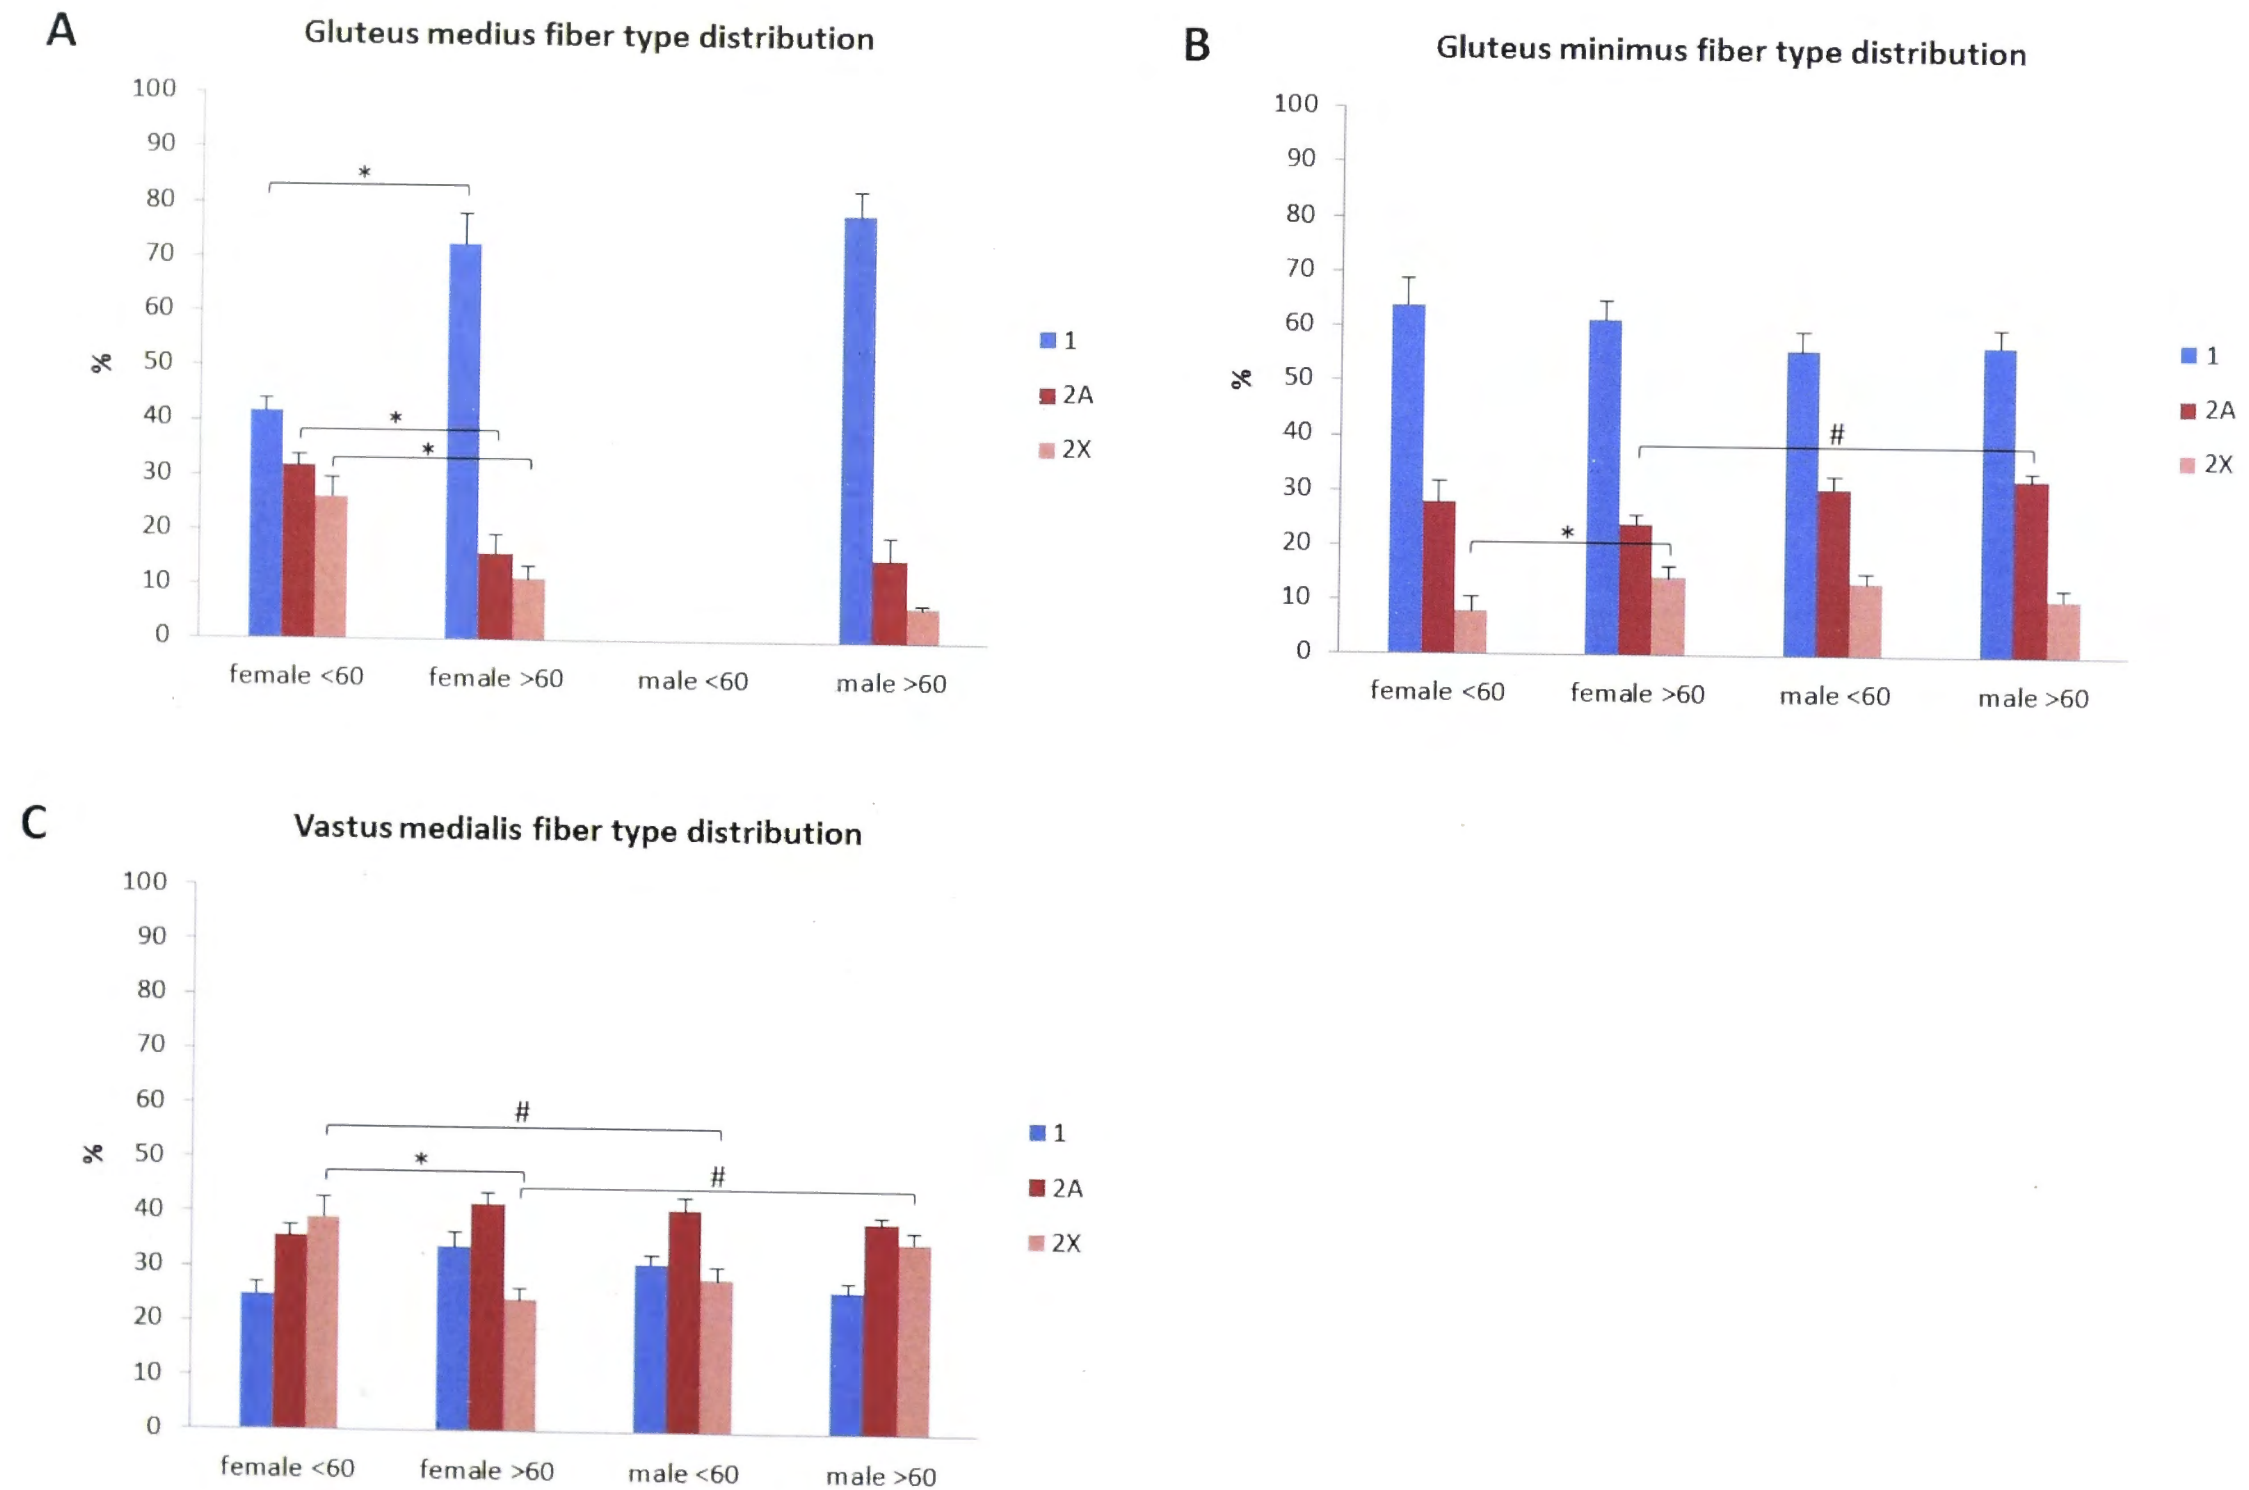 A
Gluteus medius fiber type distribution
100
90
80
70
60
50
40
30
20
10
0
%
*
*
*
female <60
female >60
male <60
male >60
1
2A
2X
B
Gluteus minimus fiber type distribution
100
90
80
70
60
50
40
30
20
10
0
%
#
*
female <60
female >60
male <60
male >60
1
2A
2X
C
Vastus medialis fiber type distribution
100
90
80
70
60
50
40
30
20
10
0
%
#
*
#
female <60
female >60
male <60
male >60
1
2A
2X